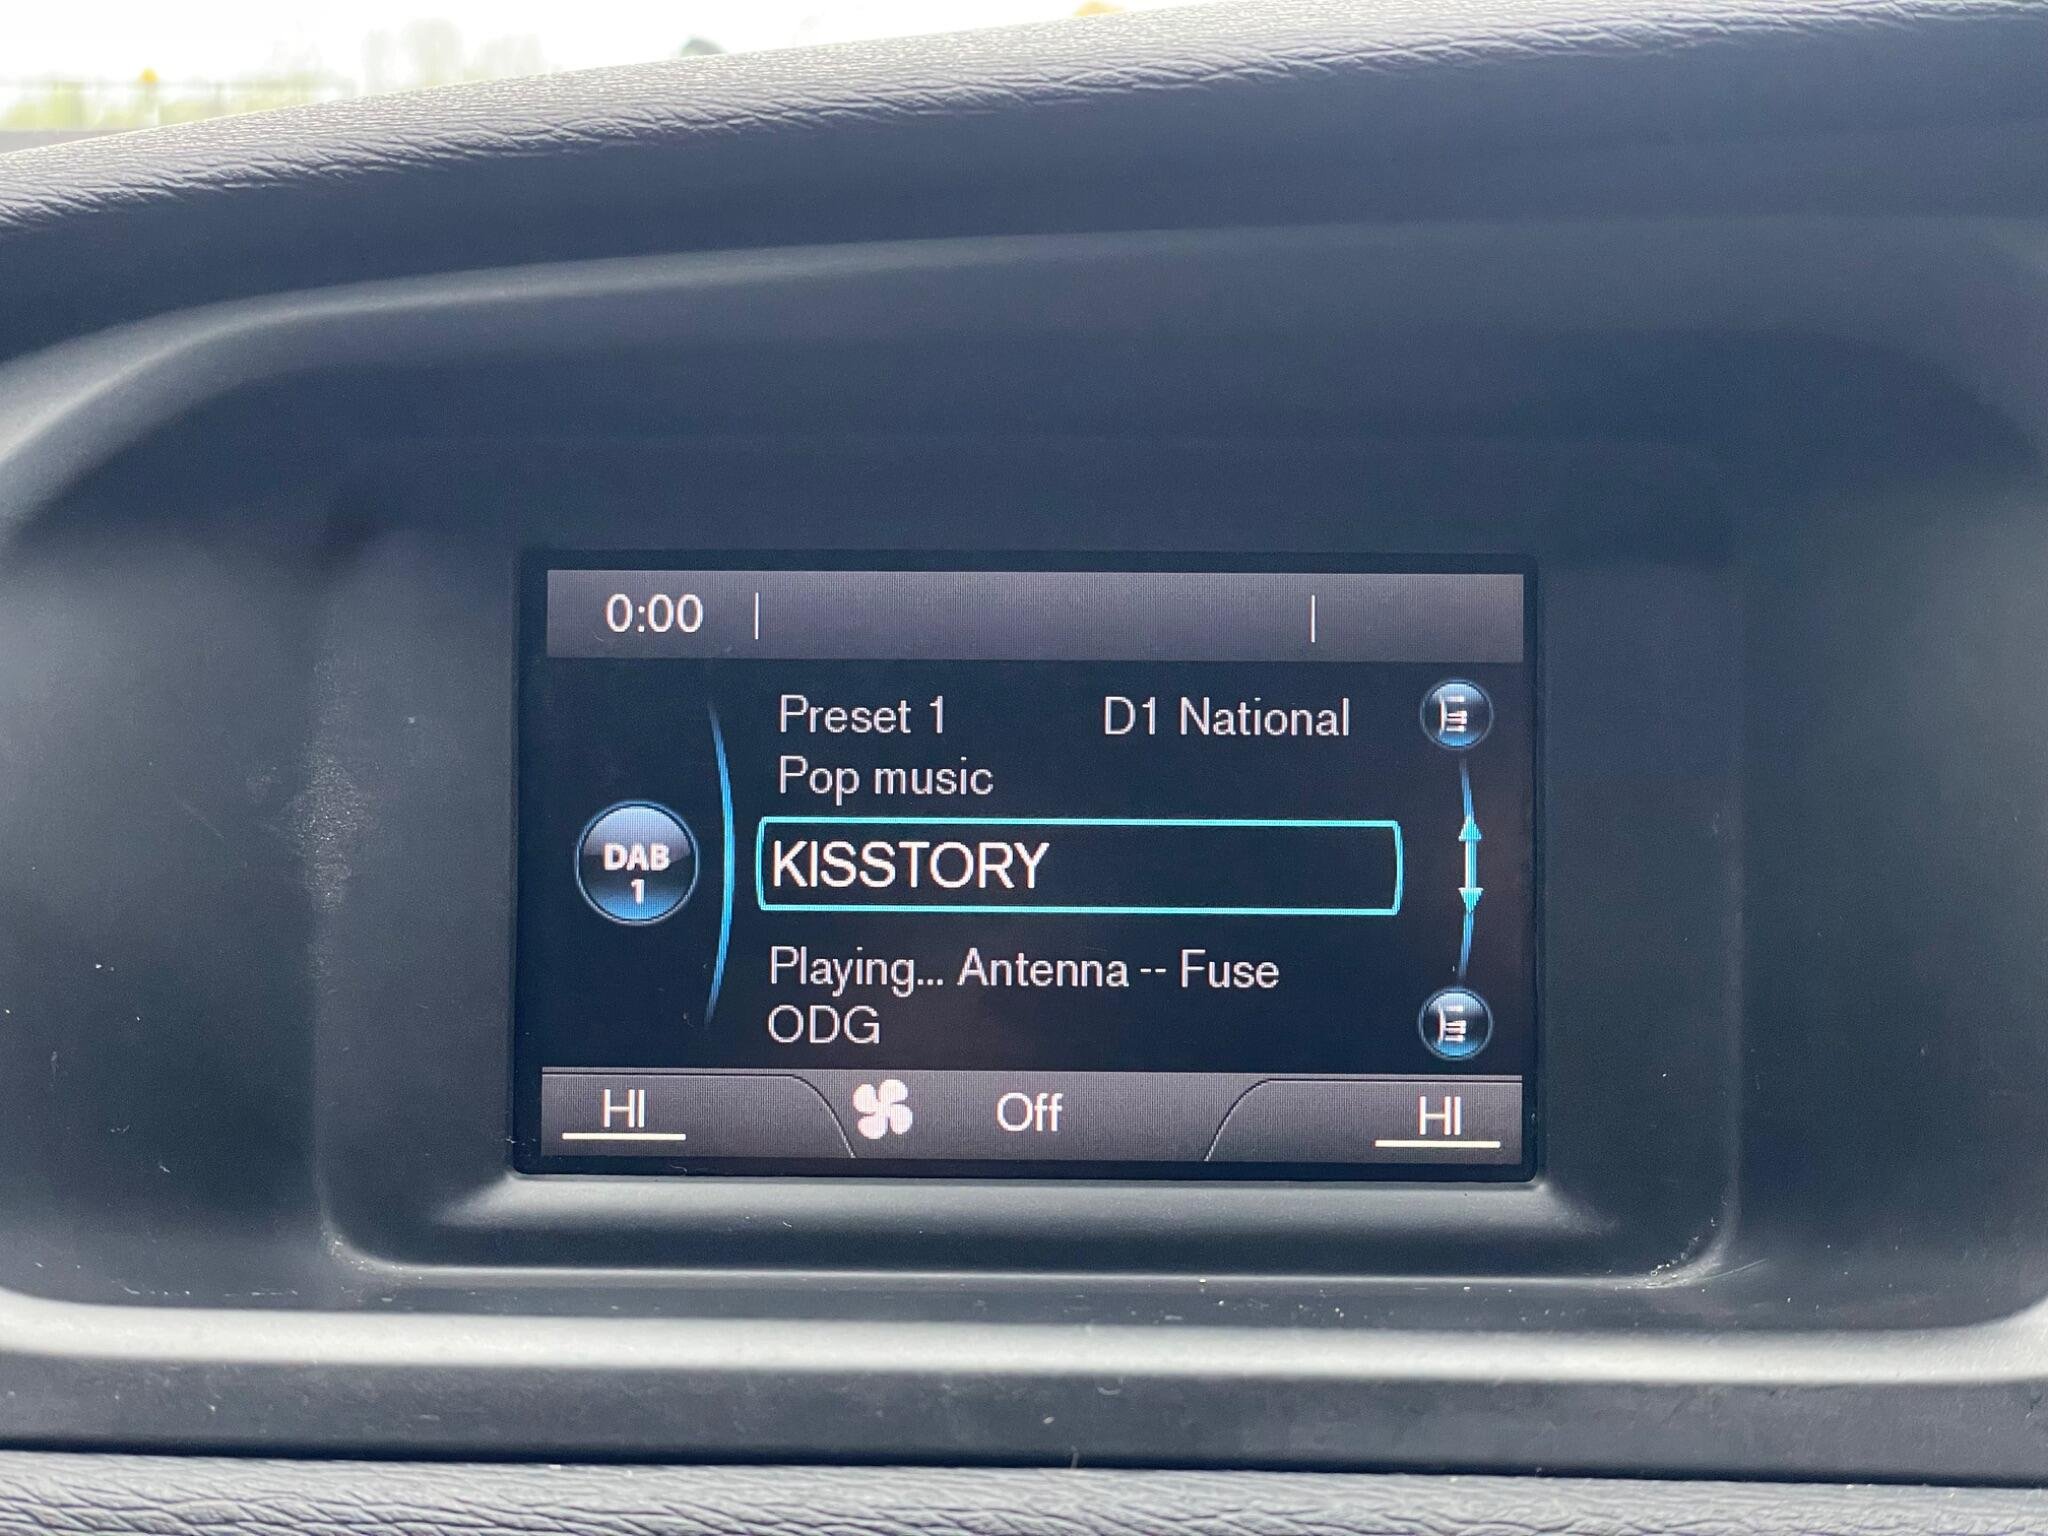 0:00
Preset 1 D1 National
Pop music
DAB
1
KISSTORY
Playing... Antenna -- Fuse
ODG
HI Off HI